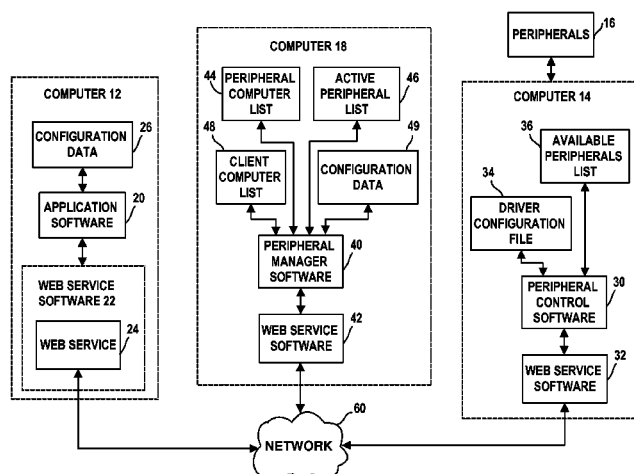 COMPUTER 12
CONFIGURATION
DATA
26
APPLICATION
SOFTWARE
20
WEB SERVICE
SOFTWARE 22
24
WEB SERVICE
COMPUTER 18
44
PERIPHERAL
COMPUTER
LIST
ACTIVE
PERIPHERAL
LIST
46
48
CLIENT
COMPUTER
LIST
49
CONFIGURATION
DATA
PERIPHERAL
MANAGER
SOFTWARE
40
42
WEB SERVICE
SOFTWARE
60
NETWORK
PERIPHERALS
16
COMPUTER 14
36
AVAILABLE
PERIPHERALS
LIST
34
DRIVER
CONFIGURATION
FILE
30
PERIPHERAL
CONTROL
SOFTWARE
32
WEB SERVICE
SOFTWARE